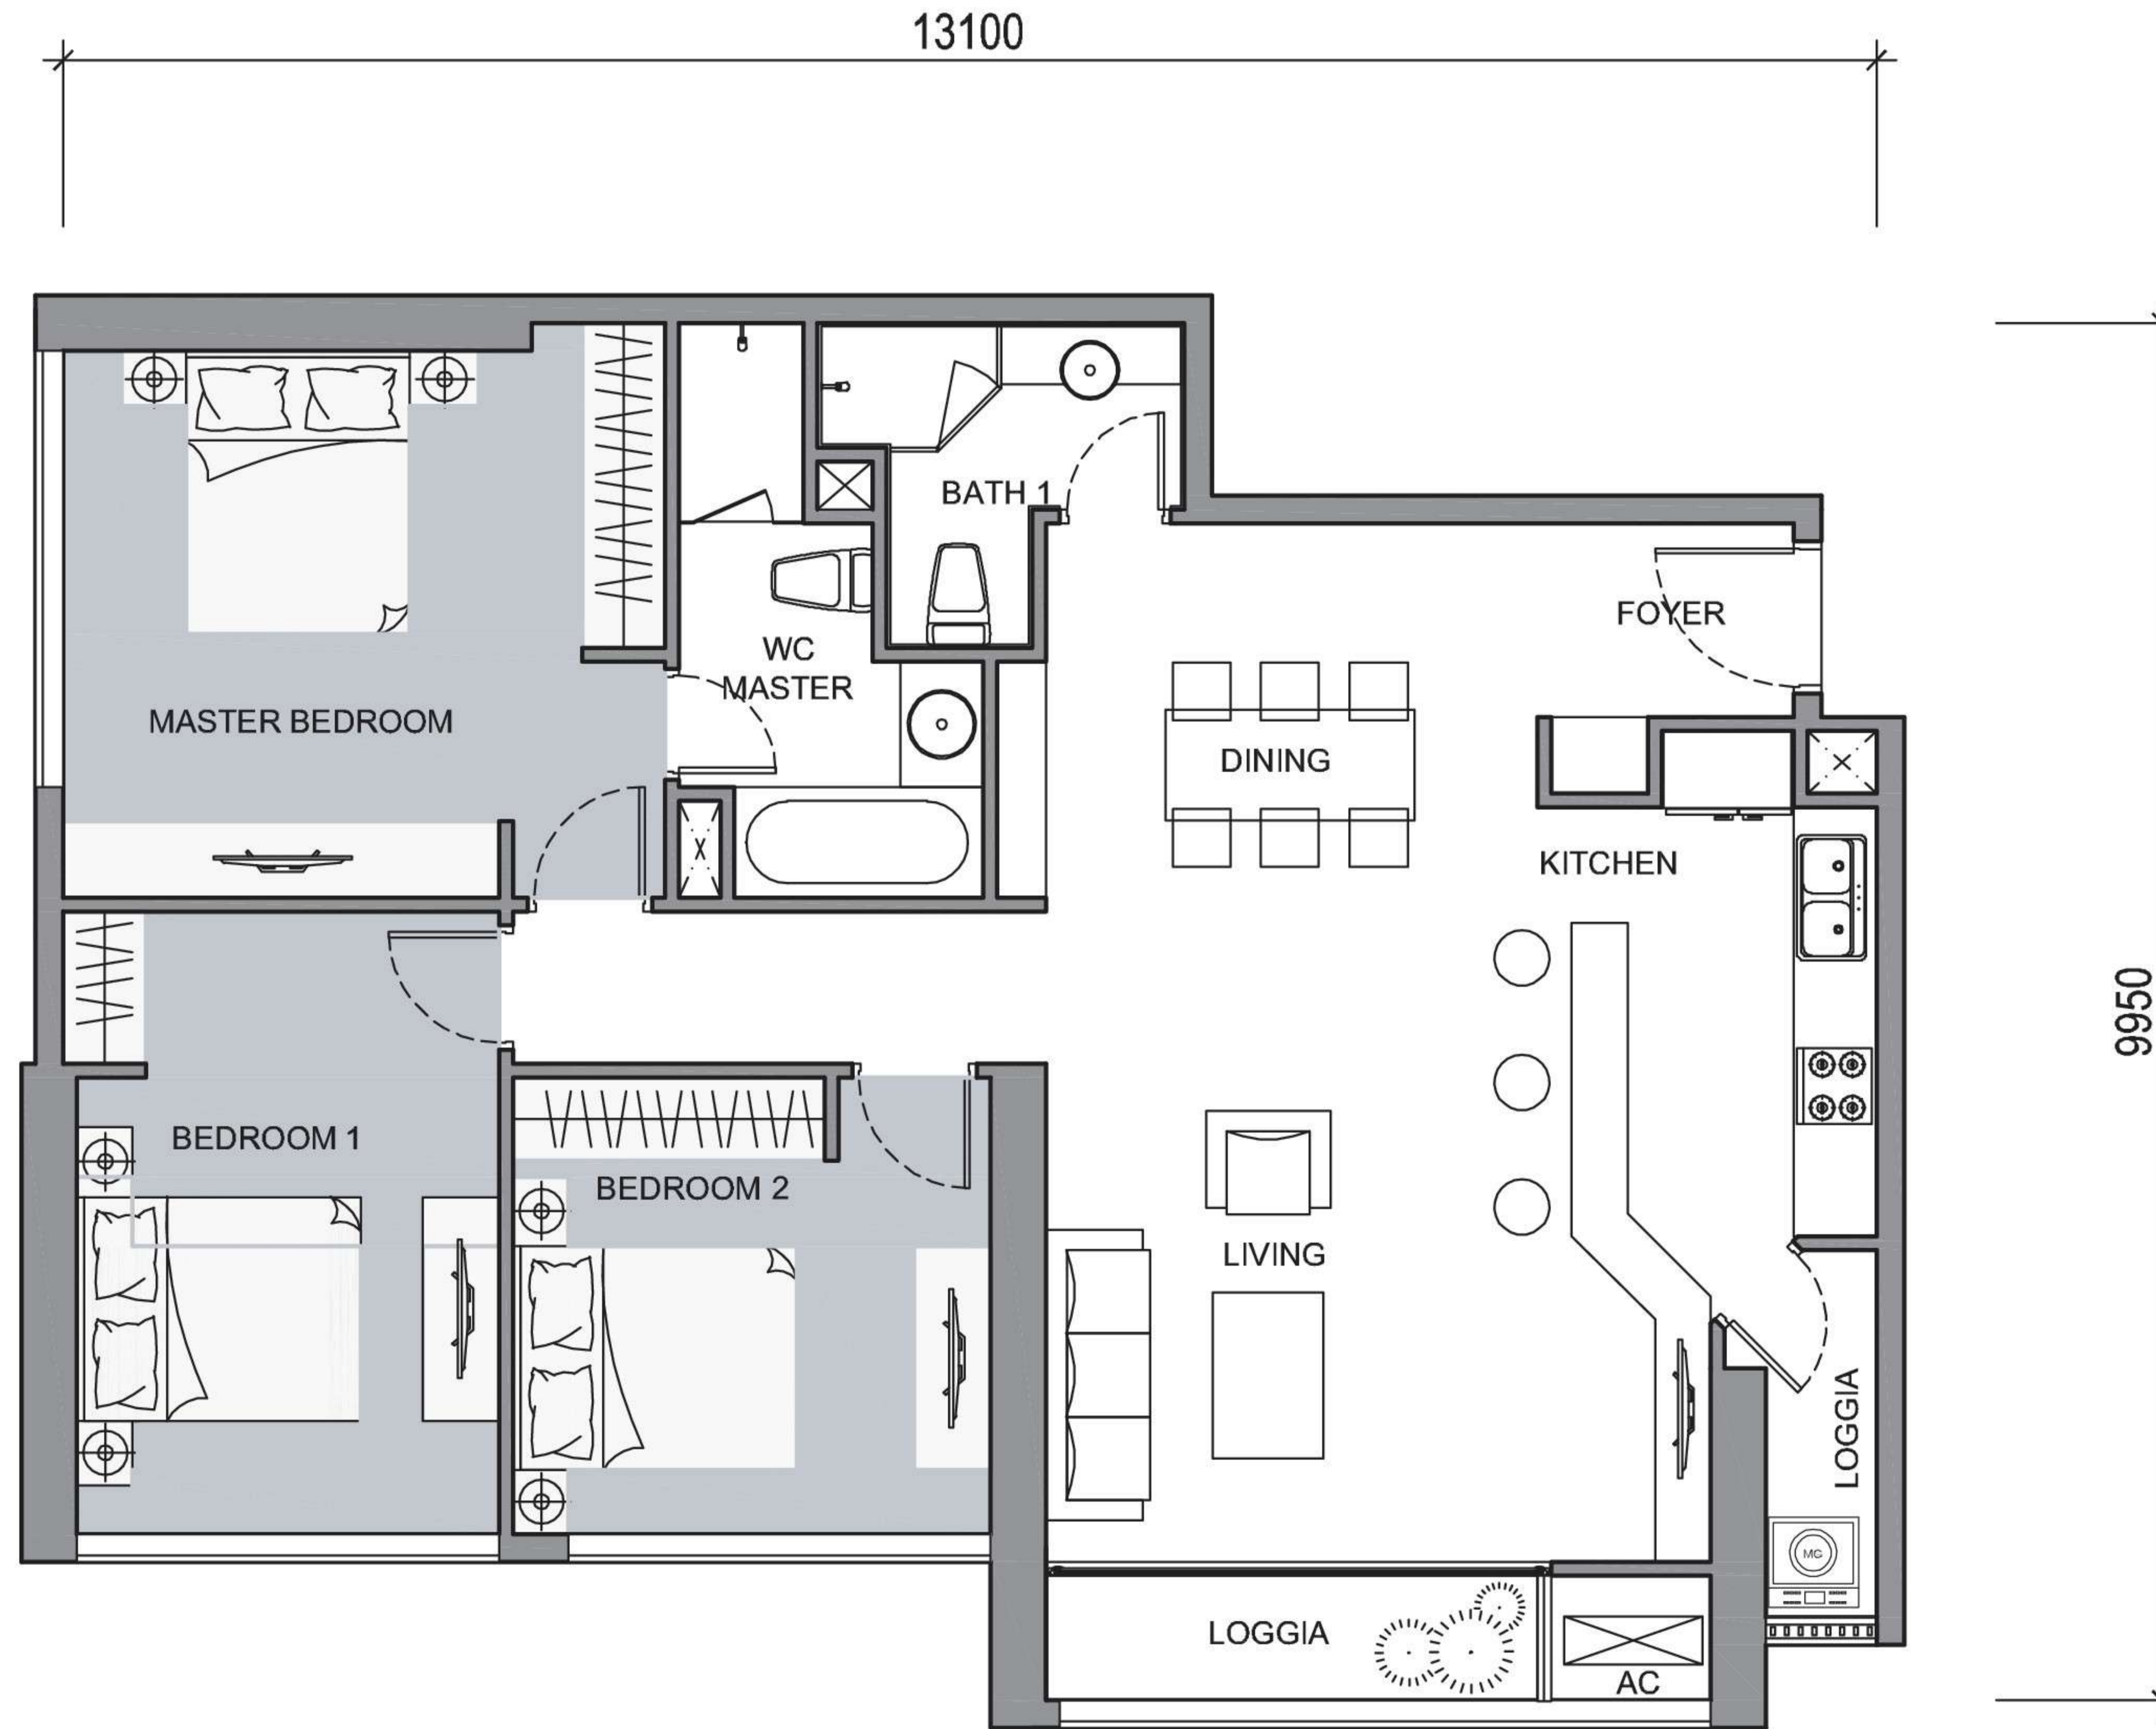 13100
BATH 1
FOYER
WC
MASTER
MASTER BEDROOM
DINING
KITCHEN
9950
BEDROOM 1
BEDROOM 2
LIVING
LOGGIA
MG
LOGGIA
AC